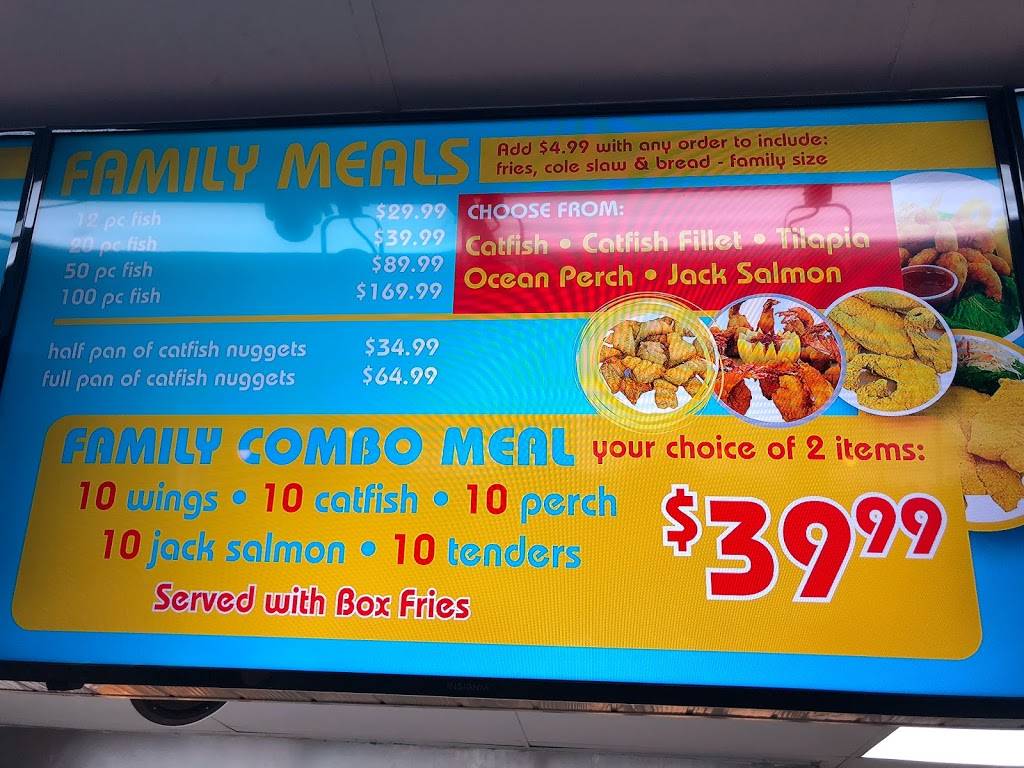 FAMILY MEALS
Add $4.99 with any order to include:
fries, cole slaw & bread - family size
12 pc fish $29.99
20 pc fish $39.99
50 pc fish $89.99
100 pc fish $169.99
CHOOSE FROM:
Catfish • Catfish Fillet • Tilapia
Ocean Perch • Jack Salmon
half pan of catfish nuggets $34.99
full pan of catfish nuggets $64.99
FAMILY COMBO MEAL your choice of 2 items:
10 wings • 10 catfish • 10 perch
10 jack salmon • 10 tenders
$39.99
Served with Box Fries
INSIGNIA